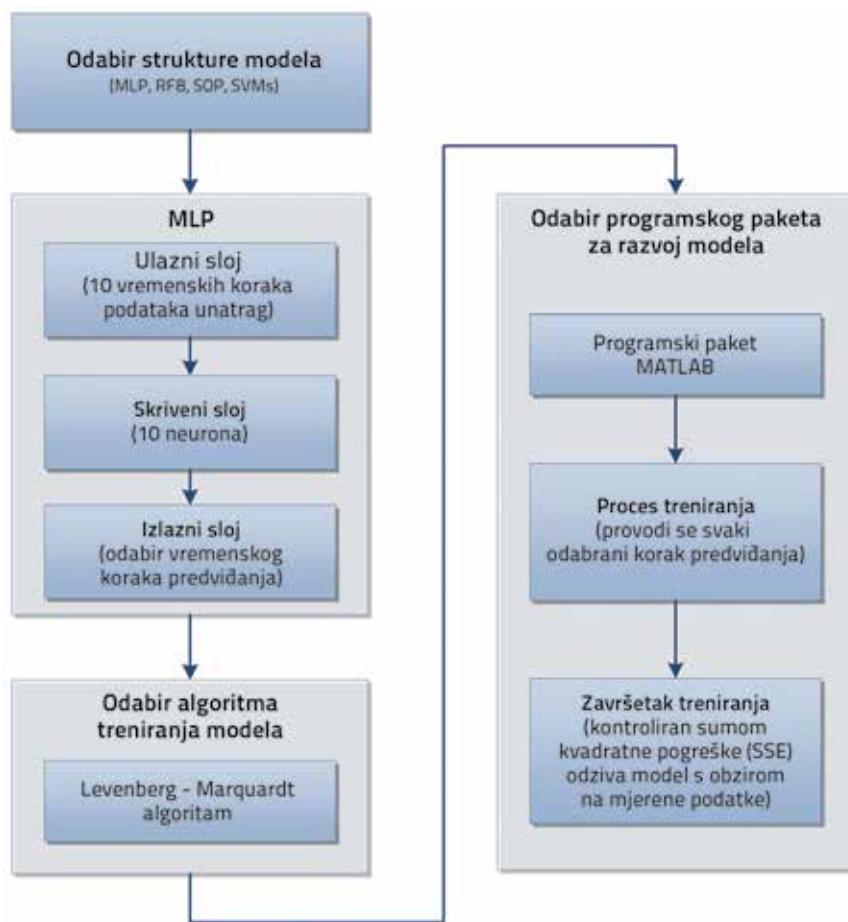 Odabir strukture modela
(MLP, RFB, SOP, SVMs)
MLP
Ulazni sloj
(10 vremenskih koraka
podataka unatrag)
Skriveni sloj
(10 neurona)
Izlazni sloj
(odabir vremenskog
koraka predviđanja)
Odabir algoritma
treniranja modela
Levenberg - Marquardt
algoritam
Odabir programskog paketa
za razvoj modela
Programski paket
MATLAB
Proces treniranja
(provodi se svaki
odabrani korak predviđanja)
Završetak treniranja
(kontroliran sumom
kvadratne pogreške (SSE)
odziva model s obzirom
na mjerene podatke)